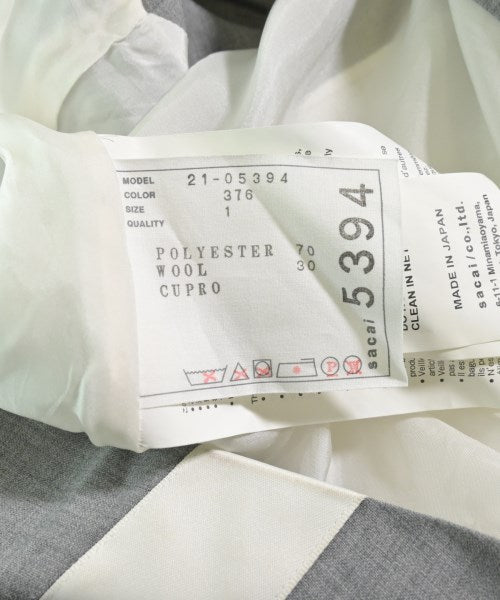 MODEL 21-05394
COLOR 376
SIZE 1
QUALITY
POLYESTER 70
WOOL 30
CUPRO
sacai 5394
P
CLEAN IN NET
MADE IN JAPAN
sacai/co.,ltd.
Minamiaoyama,
Tokyo, Japan